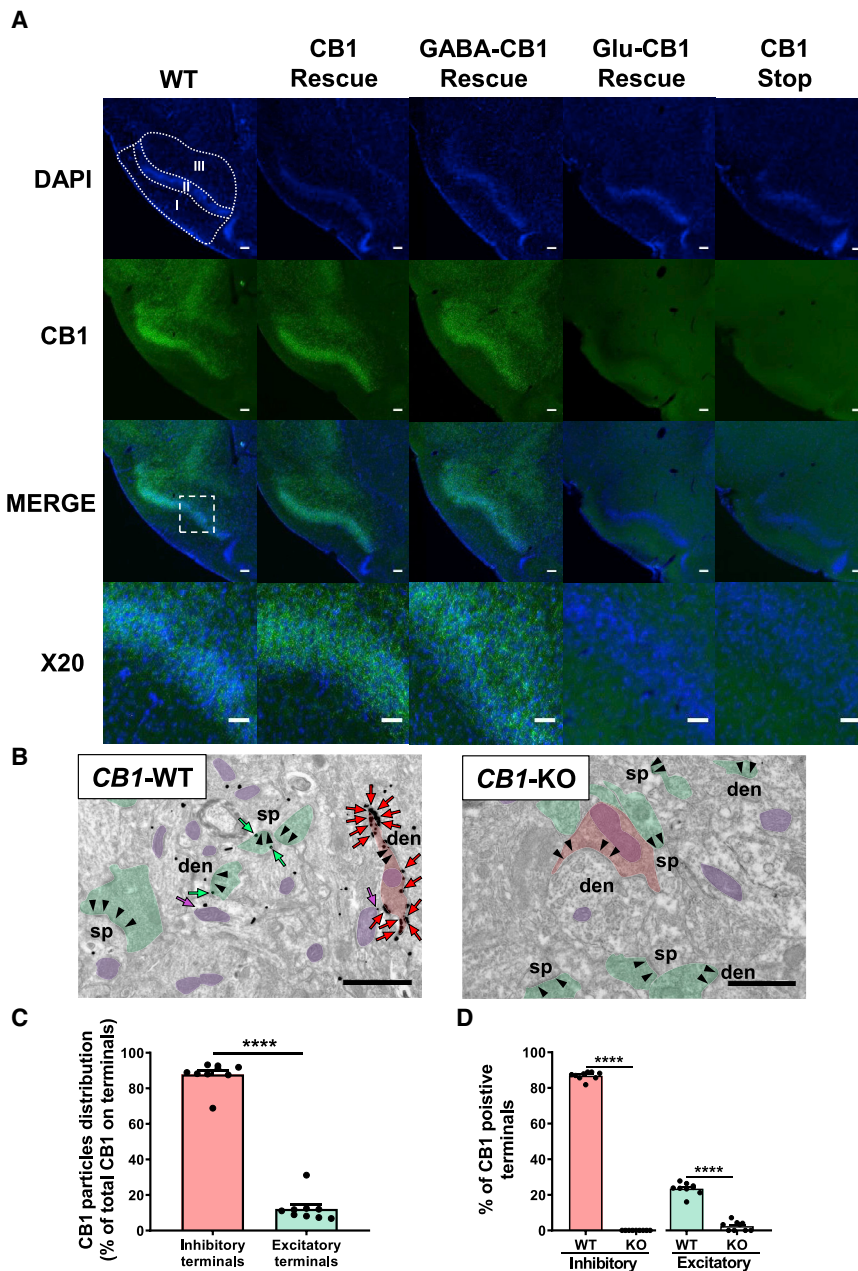 A
WT
CB1 Rescue
GABA-CB1 Rescue
Glu-CB1 Rescue
CB1 Stop
DAPI
III
II
I
CB1
MERGE
X20
B
CB1-WT
sp
den
den
sp
CB1-KO
sp
den
sp
den
sp
den
C
CB1 particles distribution
(% of total CB1 on terminals)
100
80
60
40
20
0
****
Inhibitory terminals
Excitatory terminals
D
% of CB1 poistive
terminals
100
80
60
40
20
0
****
****
WT KO WT KO
Inhibitory Excitatory